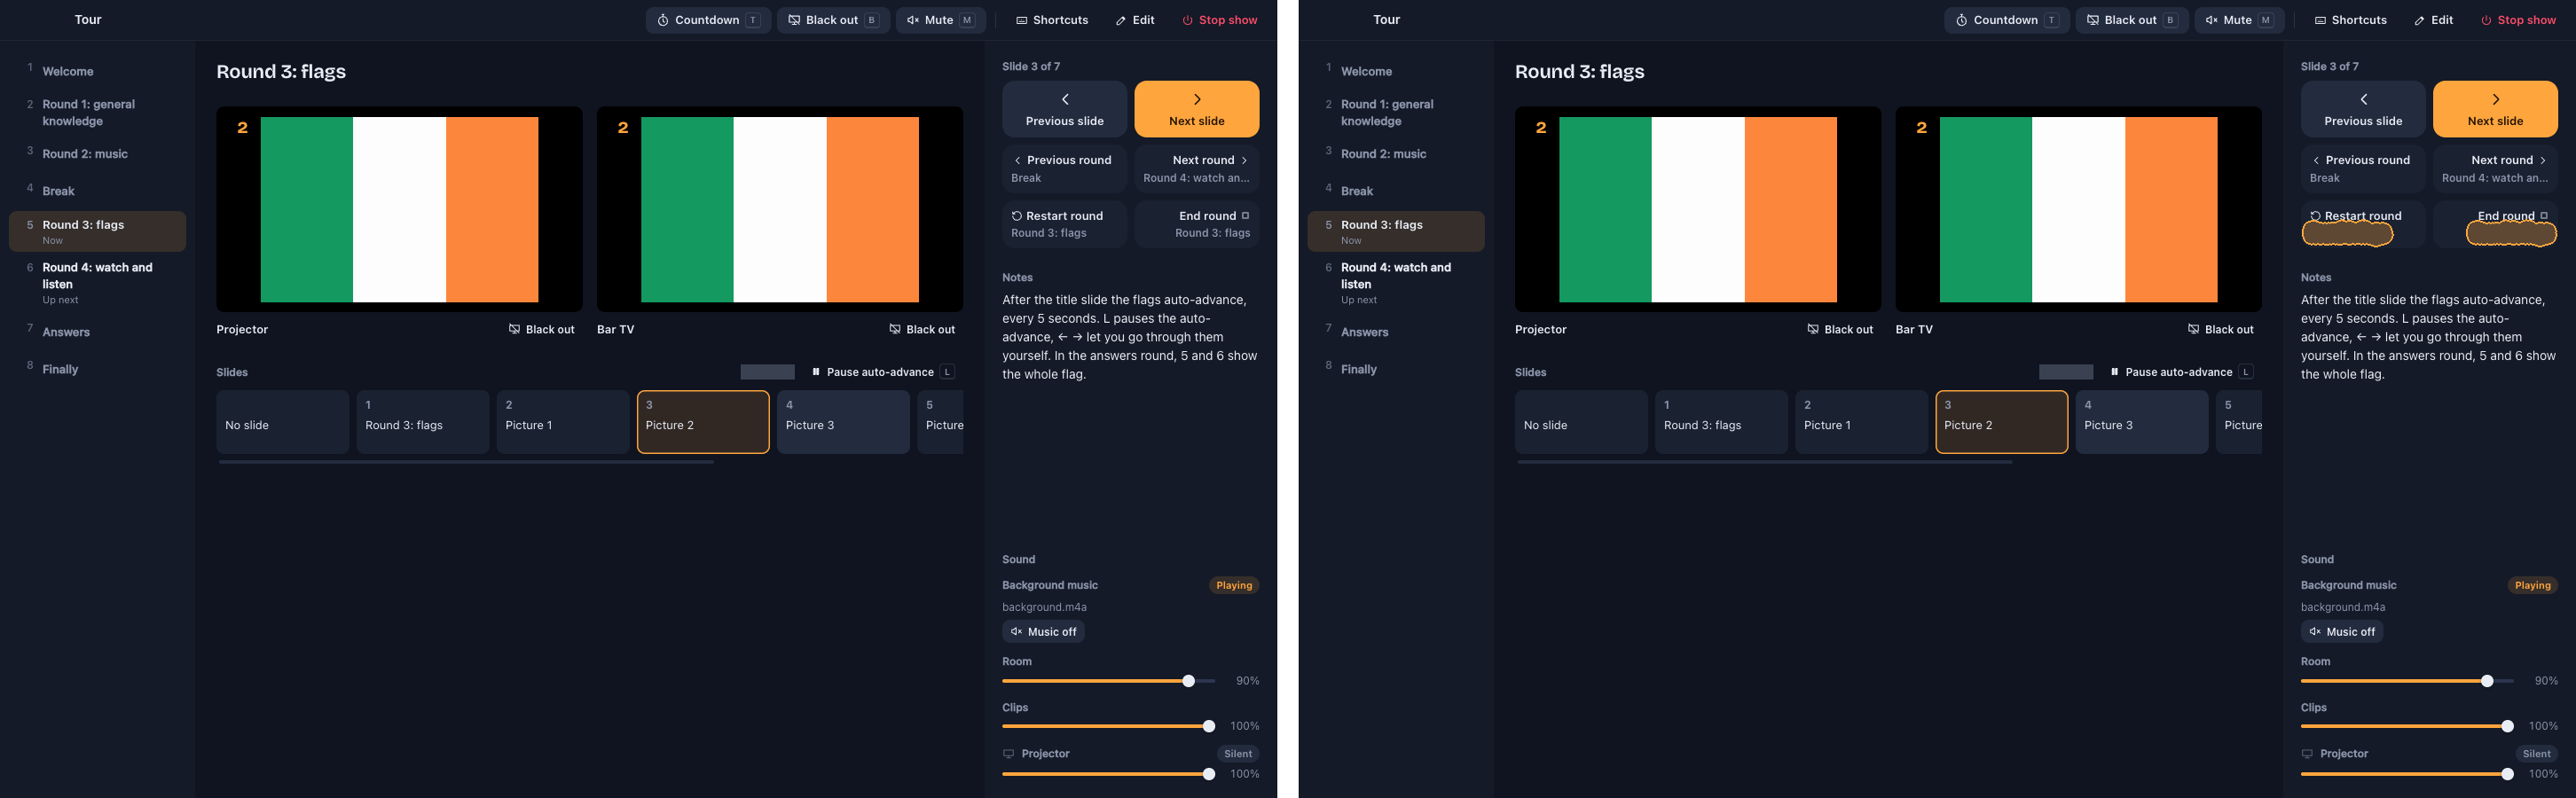 Tour
Countdown T
Black out B
Mute M
Shortcuts
Edit
Stop show
1 Welcome
2 Round 1: general
knowledge
3 Round 2: music
4 Break
5 Round 3: flags
Now
6 Round 4: watch and
listen
Up next
7 Answers
8 Finally
Round 3: flags
2
2
Projector
Black out
Bar TV
Black out
Slides
Pause auto-advance L
No slide
1
Round 3: flags
2
Picture 1
3
Picture 2
4
Picture 3
5
Picture
Slide 3 of 7
Previous slide
Next slide
Previous round
Break
Next round
Round 4: watch an...
Restart round
Round 3: flags
End round
Round 3: flags
Notes
After the title slide the flags auto-advance,
every 5 seconds. L pauses the auto-
advance, ← → let you go through them
yourself. In the answers round, 5 and 6 show
the whole flag.
Sound
Background music
Playing
background.m4a
Music off
Room
90%
Clips
100%
Projector
Silent
100%
Tour
Countdown T
Black out B
Mute M
Shortcuts
Edit
Stop show
1 Welcome
2 Round 1: general
knowledge
3 Round 2: music
4 Break
5 Round 3: flags
Now
6 Round 4: watch and
listen
Up next
7 Answers
8 Finally
Round 3: flags
2
2
Projector
Black out
Bar TV
Black out
Slides
Pause auto-advance L
No slide
1
Round 3: flags
2
Picture 1
3
Picture 2
4
Picture 3
5
Picture
Slide 3 of 7
Previous slide
Next slide
Previous round
Break
Next round
Round 4: watch an...
Restart round
End round
Notes
After the title slide the flags auto-advance,
every 5 seconds. L pauses the auto-
advance, ← → let you go through them
yourself. In the answers round, 5 and 6 show
the whole flag.
Sound
Background music
Playing
background.m4a
Music off
Room
90%
Clips
100%
Projector
Silent
100%